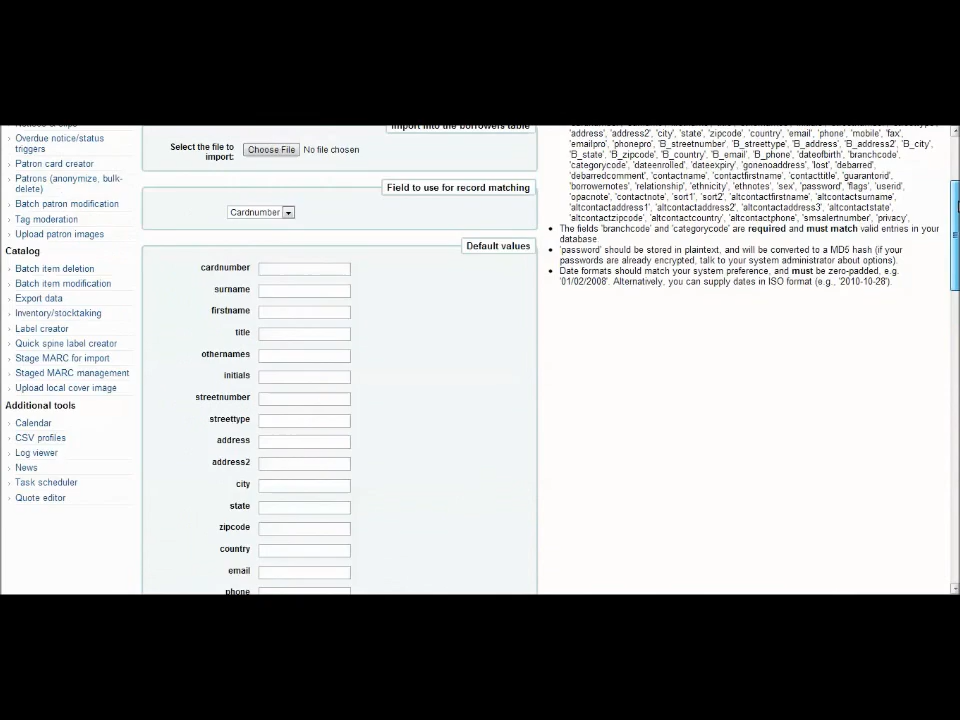 Overdue notice/status
triggers
Patron card creator
Patrons (anonymize, bulk-
delete)
Batch patron modification
Tag moderation
Upload patron images
Catalog
Batch item deletion
Batch item modification
Export data
Inventory/stocktaking
Label creator
Quick spine label creator
Stage MARC for import
Staged MARC management
Upload local cover image
Additional tools
Calendar
CSV profiles
Log viewer
News
Task scheduler
Quote editor
Import into the borrowers table
Select the file to
import:
Choose File No file chosen
Field to use for record matching
Cardnumber
Default values
cardnumber
surname
firstname
title
othernames
initials
streetnumber
streettype
address
address2
city
state
zipcode
country
email
phone
'address', 'address2', 'city', 'state', 'zipcode', 'country', 'email', 'phone', 'mobile', 'fax',
'emailpro', 'phonepro', 'B_streetnumber', 'B_streettype', 'B_address', 'B_address2', 'B_city',
'B_state', 'B_zipcode', 'B_country', 'B_email', 'B_phone', 'dateofbirth', 'branchcode',
'categorycode', 'dateenrolled', 'dateexpiry', 'gonenoaddress', 'lost', 'debarred',
'debarredcomment', 'contactname', 'contactfirstname', 'contacttitle', 'guarantorid',
'borrowernotes', 'relationship', 'ethnicity', 'ethnotes', 'sex', 'password', 'flags', 'userid',
'opacnote', 'contactnote', 'sort1', 'sort2', 'altcontactfirstname', 'altcontactsurname',
'altcontactaddress1', 'altcontactaddress2', 'altcontactaddress3', 'altcontactstate',
'altcontactzipcode', 'altcontactcountry', 'altcontactphone', 'smsalertnumber', 'privacy',
• The fields 'branchcode' and 'categorycode' are required and must match valid entries in your
database.
• 'password' should be stored in plaintext, and will be converted to a MD5 hash (if your
passwords are already encrypted, talk to your system administrator about options).
• Date formats should match your system preference, and must be zero-padded, e.g.
'01/02/2008'. Alternatively, you can supply dates in ISO format (e.g., '2010-10-28').